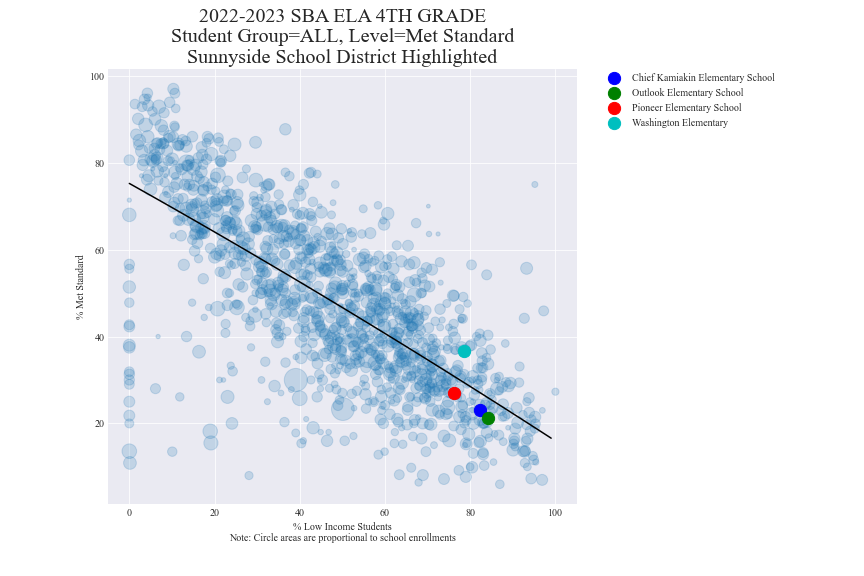 2022-2023 SBA ELA 4TH GRADE
Student Group=ALL, Level=Met Standard
Sunnyside School District Highlighted
Chief Kamiakin Elementary School
Outlook Elementary School
Pioneer Elementary School
Washington Elementary
% Met Standard
100
80
60
40
20
0 20 40 60 80 100
% Low Income Students
Note: Circle areas are proportional to school enrollments